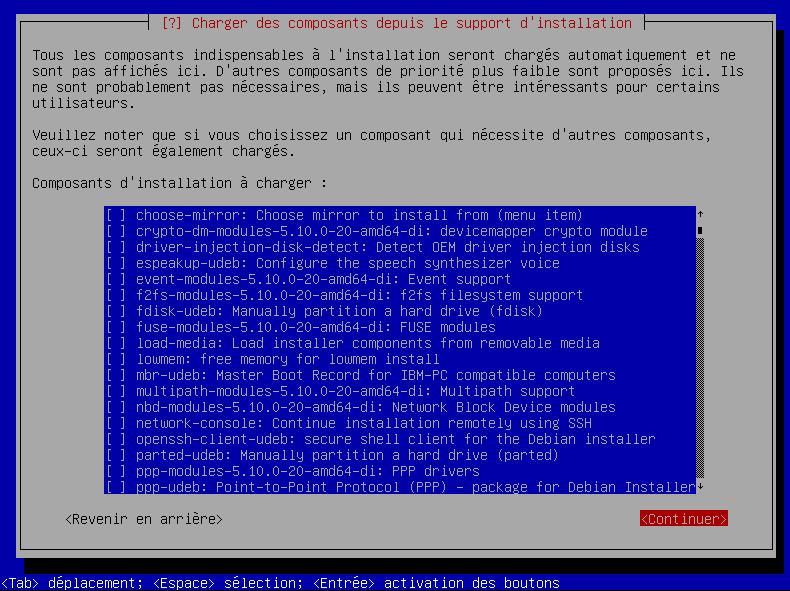 [?] Charger des composants depuis le support d'installation
Tous les composants indispensables à l'installation seront chargés automatiquement et ne
sont pas affichés ici. D'autres composants de priorité plus faible sont proposés ici. Ils
ne sont probablement pas nécessaires, mais ils peuvent être intéressants pour certains
utilisateurs.
Veuillez noter que si vous choisissez un composant qui nécessite d'autres composants,
ceux-ci seront également chargés.
Composants d'installation à charger :
[ ] choose-mirror: Choose mirror to install from (menu item)
[ ] crypto-dm-modules-5.10.0-20-amd64-di: devicemapper crypto module
[ ] driver-injection-disk-detect: Detect OEM driver injection disks
[ ] espeakup-udeb: Configure the speech synthesizer voice
[ ] event-modules-5.10.0-20-amd64-di: Event support
[ ] f2fs-modules-5.10.0-20-amd64-di: f2fs filesystem support
[ ] fdisk-udeb: Manually partition a hard drive (fdisk)
[ ] fuse-modules-5.10.0-20-amd64-di: FUSE modules
[ ] load-media: Load installer components from removable media
[ ] lowmem: free memory for lowmem install
[ ] mbr-udeb: Master Boot Record for IBM-PC compatible computers
[ ] multipath-modules-5.10.0-20-amd64-di: Multipath support
[ ] nbd-modules-5.10.0-20-amd64-di: Network Block Device modules
[ ] network-console: Continue installation remotely using SSH
[ ] openssh-client-udeb: secure shell client for the Debian installer
[ ] parted-udeb: Manually partition a hard drive (parted)
[ ] ppp-modules-5.10.0-20-amd64-di: PPP drivers
[ ] ppp-udeb: Point-to-Point Protocol (PPP) - package for Debian Installer
<Revenir en arrière> <Continuer>
<Tab> déplacement; <Espace> sélection; <Entrée> activation des boutons